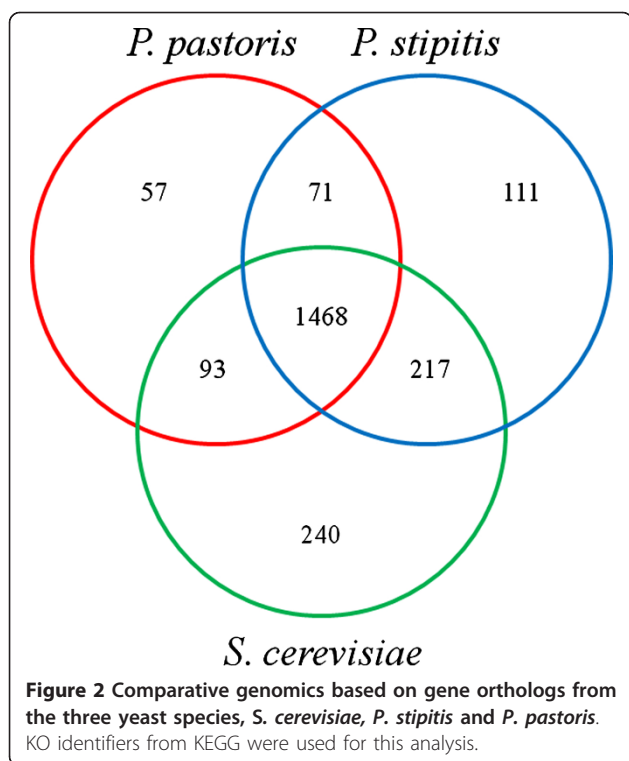 P. pastoris P. stipitis
57 71 111
1468
93 217
240
S. cerevisiae
Figure 2 Comparative genomics based on gene orthologs from
the three yeast species, S. cerevisiae, P. stipitis and P. pastoris.
KO identifiers from KEGG were used for this analysis.